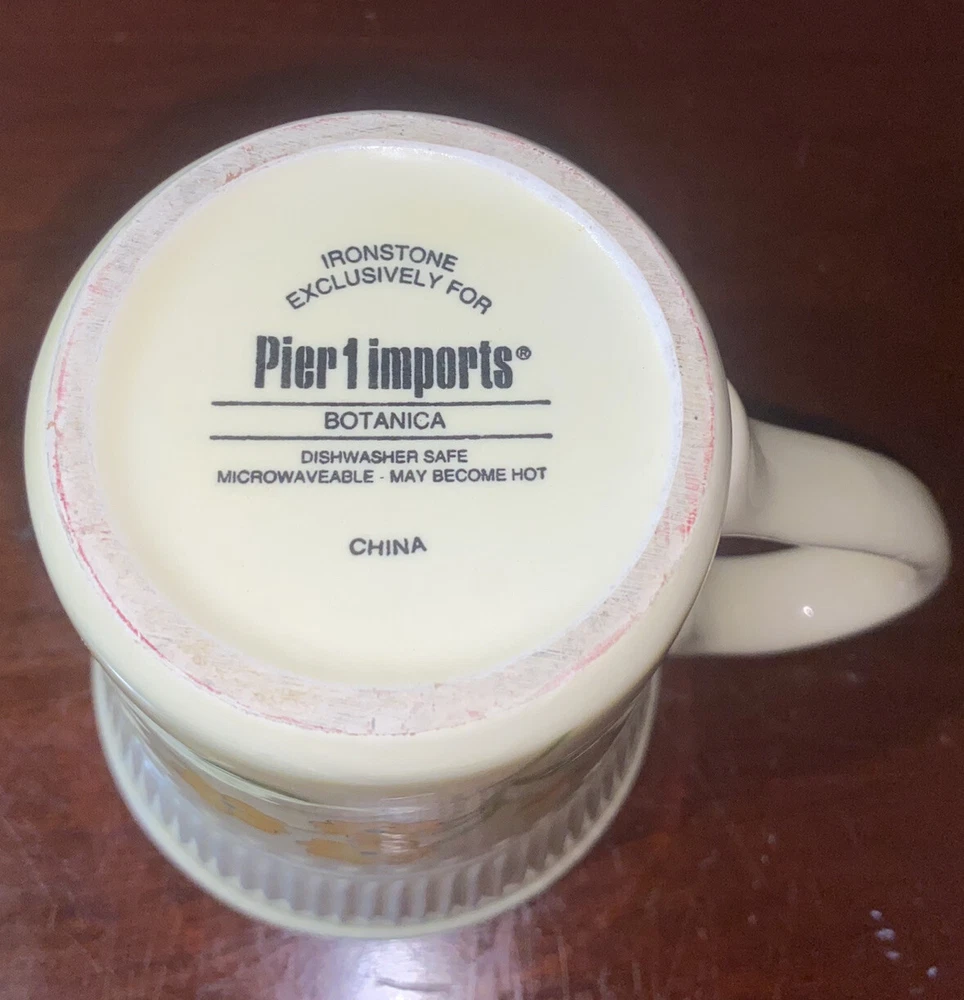 IRONSTONE
EXCLUSIVELY FOR
Pier 1 imports®
BOTANICA
DISHWASHER SAFE
MICROWAVEABLE - MAY BECOME HOT
CHINA